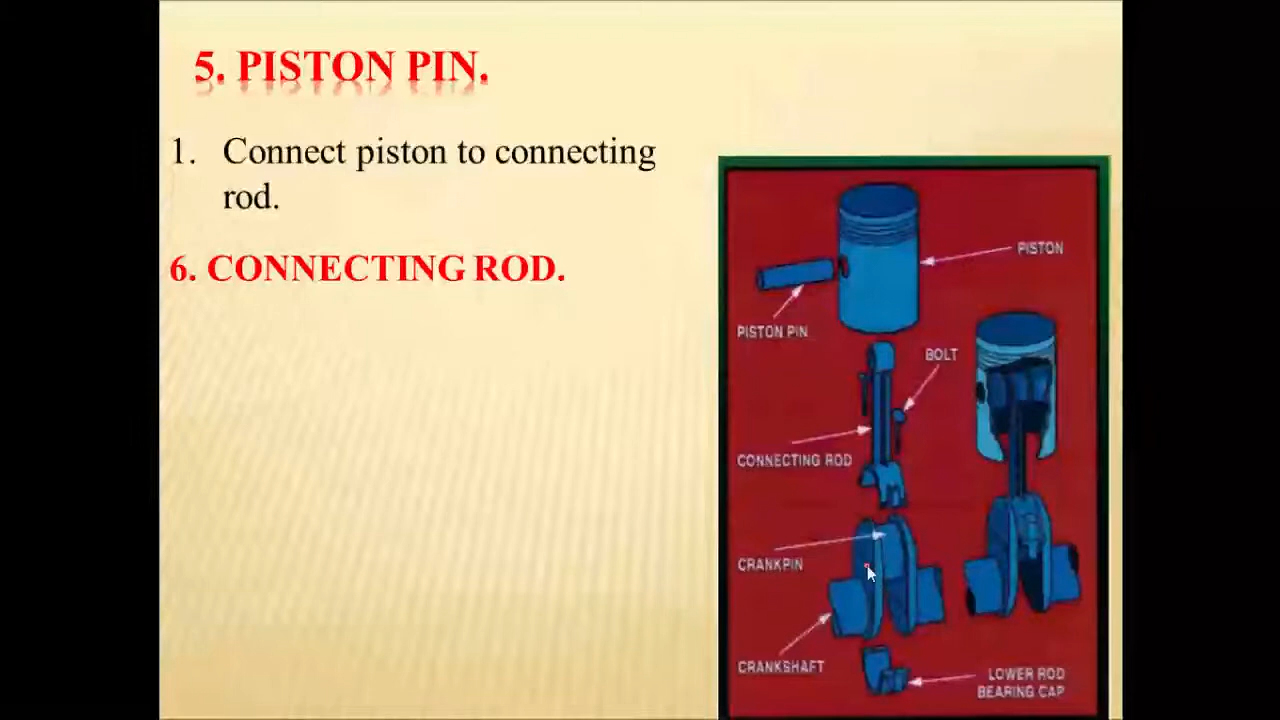 5. PISTON PIN.
1. Connect piston to connecting
rod.
6. CONNECTING ROD.
PISTON
PISTON PIN
BOLT
CONNECTING ROD
CRANKPIN
CRANKSHAFT
LOWER ROD
BEARING CAP